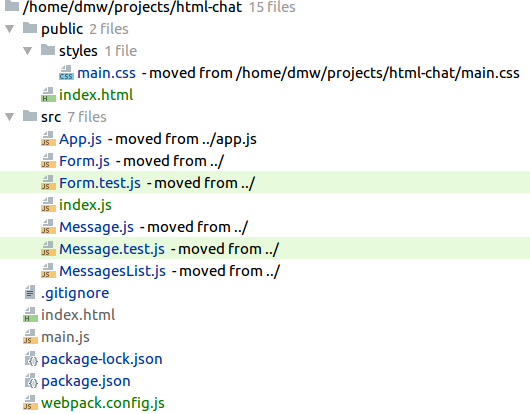 /home/dmw/projects/html-chat 15 files
public 2 files
styles 1 file
main.css - moved from /home/dmw/projects/html-chat/main.css
index.html
src 7 files
App.js - moved from ../app.js
Form.js - moved from ../
Form.test.js - moved from ../
index.js
Message.js - moved from ../
Message.test.js - moved from ../
MessagesList.js - moved from ../
.gitignore
index.html
main.js
package-lock.json
package.json
webpack.config.js